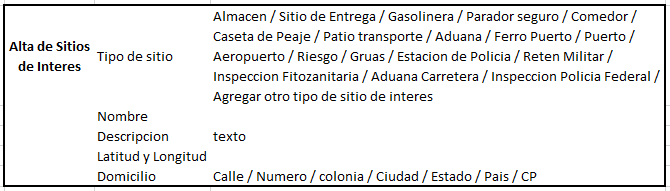 Almacen / Sitio de Entrega / Gasolinera / Parador seguro / Comedor /
Alta de Sitios
de Interes
Tipo de sitio
Caseta de Peaje / Patio transporte / Aduana / Ferro Puerto / Puerto /
Aeropuerto / Riesgo / Gruas / Estacion de Policia / Reten Militar /
Inspeccion Fitozanitaria / Aduana Carretera / Inspeccion Policia Federal /
Agregar otro tipo de sitio de interes
Nombre
Descripcion texto
Latitud y Longitud
Domicilio Calle / Numero / colonia / Ciudad / Estado / Pais / CP